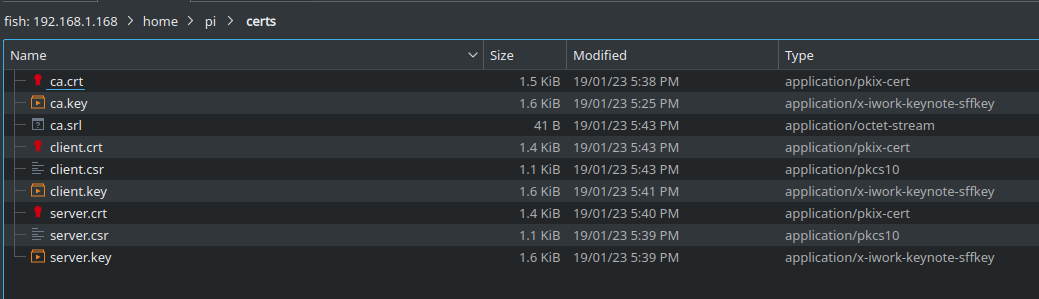 fish: 192.168.1.168 > home > pi > certs
Name Size Modified Type
ca.crt 1.5 KiB 19/01/23 5:38 PM application/pkix-cert
ca.key 1.6 KiB 19/01/23 5:25 PM application/x-iwork-keynote-sffkey
ca.srl 41 B 19/01/23 5:43 PM application/octet-stream
client.crt 1.4 KiB 19/01/23 5:43 PM application/pkix-cert
client.csr 1.1 KiB 19/01/23 5:43 PM application/pkcs10
client.key 1.6 KiB 19/01/23 5:41 PM application/x-iwork-keynote-sffkey
server.crt 1.4 KiB 19/01/23 5:40 PM application/pkix-cert
server.csr 1.1 KiB 19/01/23 5:39 PM application/pkcs10
server.key 1.6 KiB 19/01/23 5:39 PM application/x-iwork-keynote-sffkey